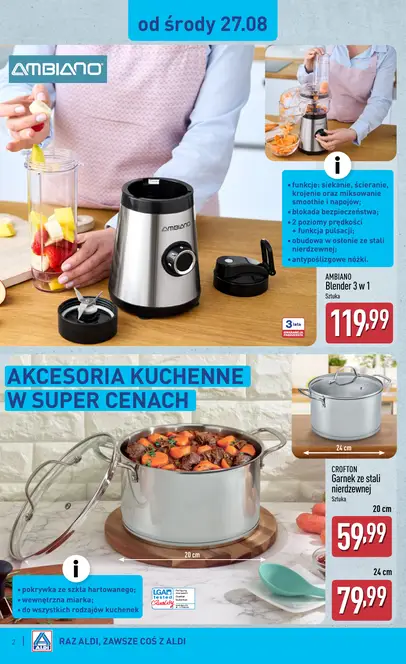 od środy 27.08
AMBIANO
AMBIANO
• funkcje: siekanie, ścieranie,
krojenie oraz miksowanie
smoothie i napojów;
• blokada bezpieczeństwa;
• 2 poziomy prędkości
+ funkcja pulsacji;
• obudowa w osłonie ze stali
nierdzewnej;
• antypoślizgowe nóżki.
AMBIANO
Blender 3 w 1
Sztuka
3 lata
119,99
AKCESORIA KUCHENNE
W SUPER CENACH
24 cm
CROFTON
Garnek ze stali
nierdzewnej
Sztuka
20 cm
59,99
24 cm
79,99
20 cm
• pokrywka ze szkła hartowanego;
• wewnętrzna miarka;
• do wszystkich rodzajów kuchenek
LGA
tested
2
ALDI
RAZ ALDI, ZAWSZE COŚ Z ALDI